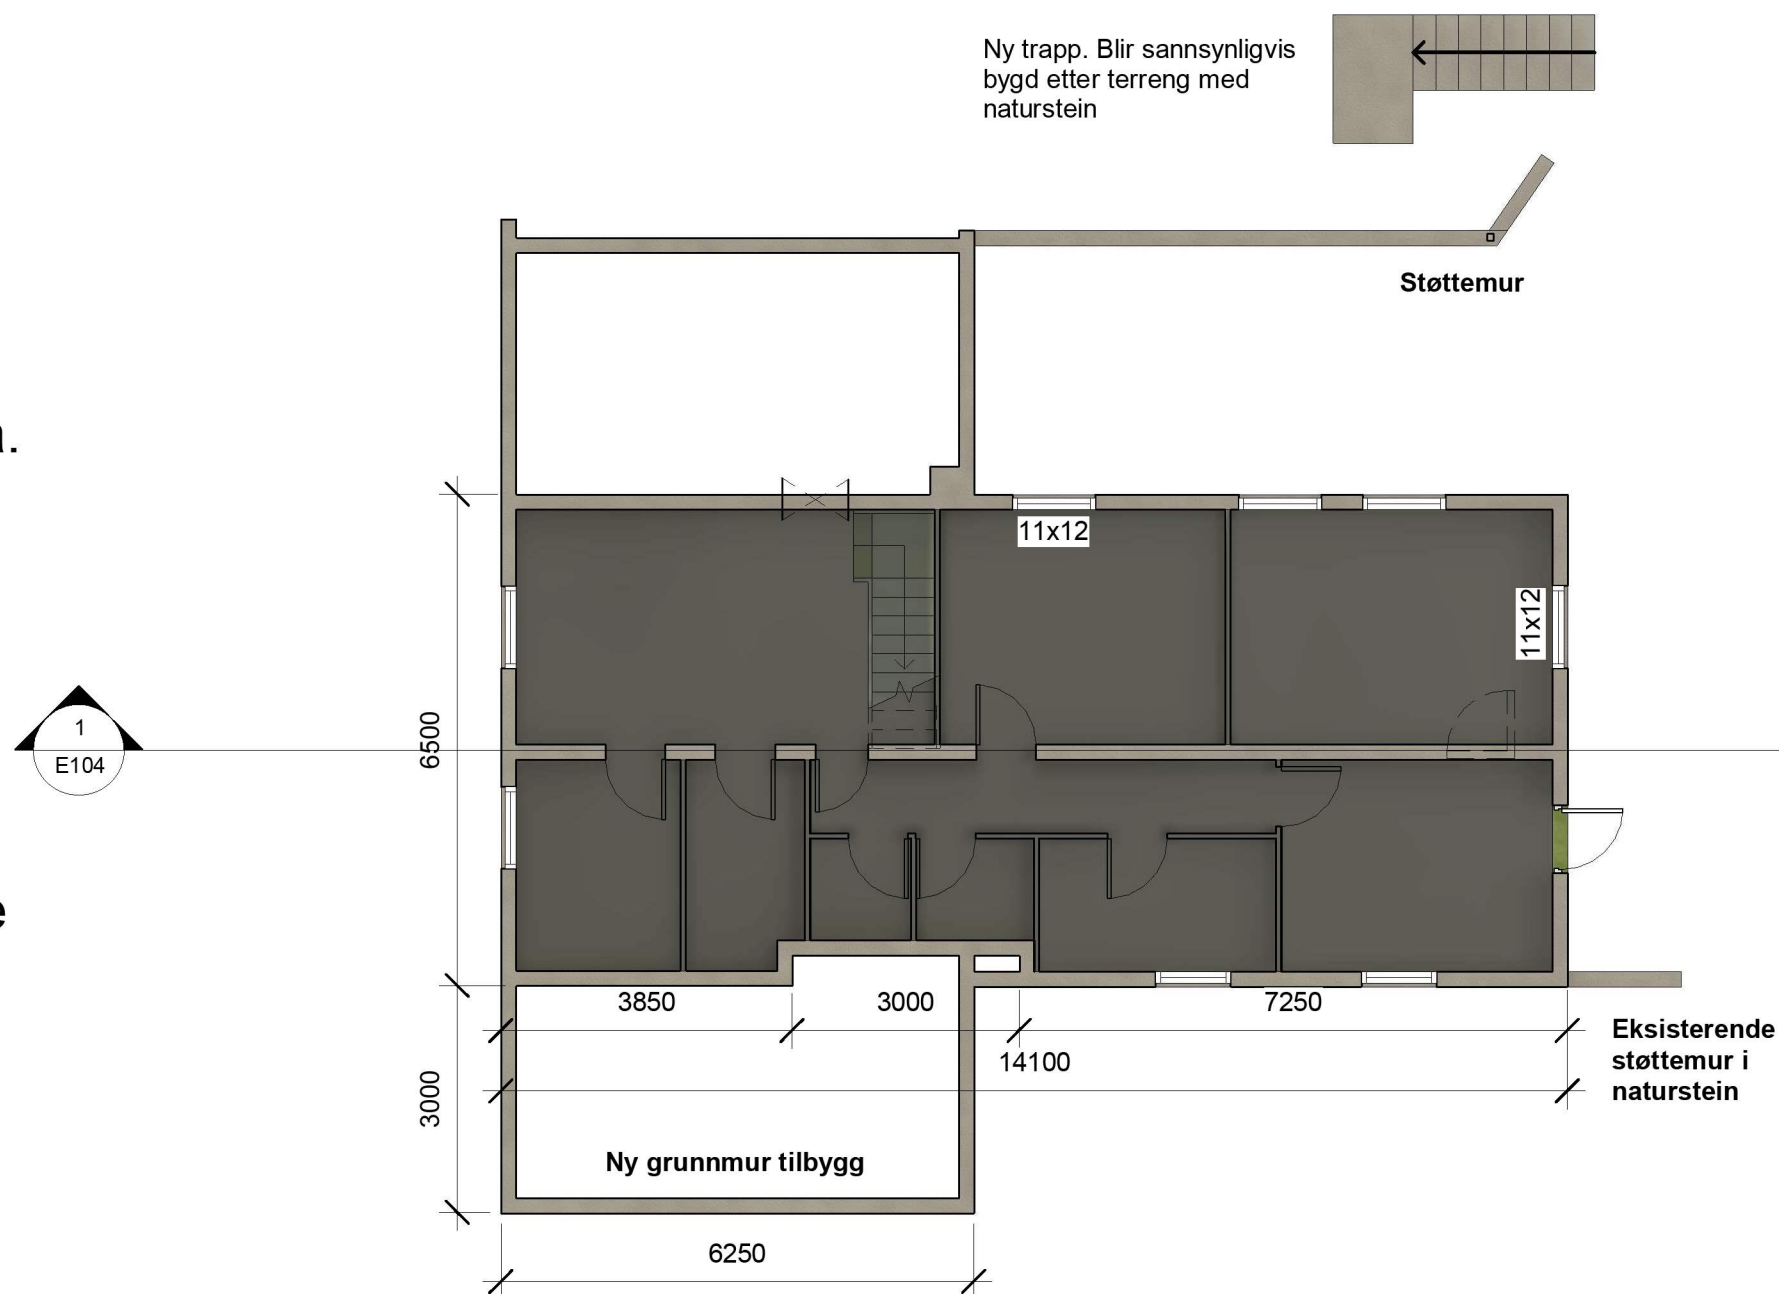 Ny trapp. Blir sannsynligvis
bygd etter terreng med
naturstein
Støttemur
11x12
11x12
6500
1
E104
3850
3000
7250
14100
Eksisterende
støttemur i
naturstein
3000
Ny grunnmur tilbygg
6250